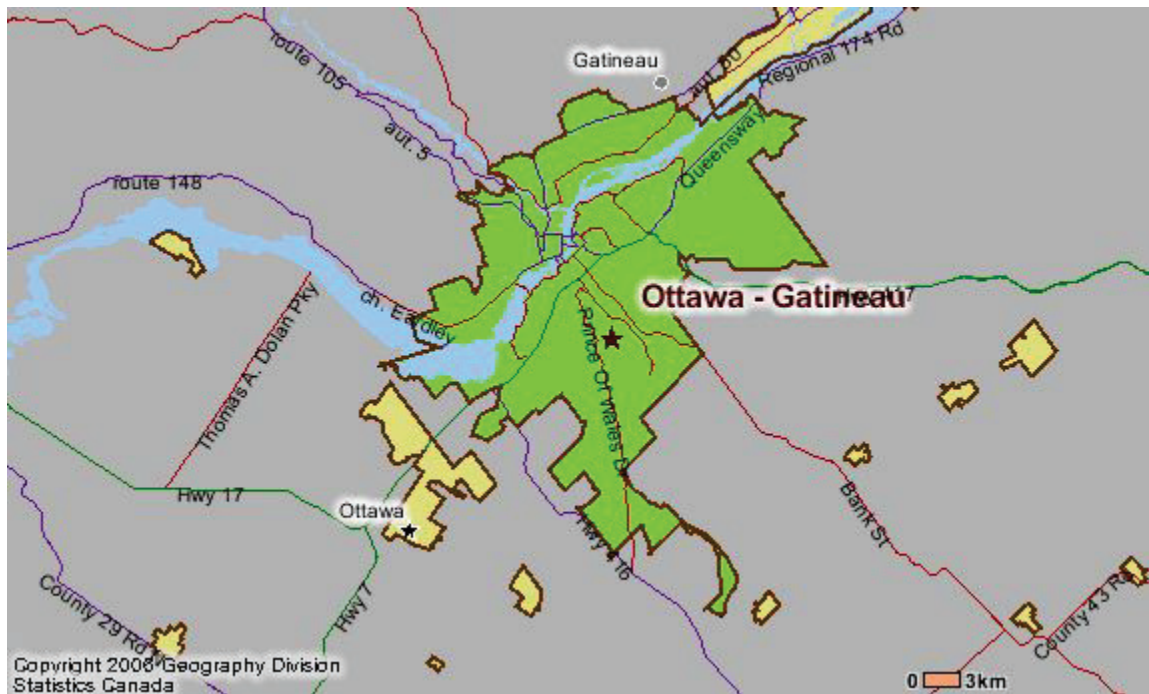 route 105
Gatineau
aut. 50
Regional 174 Rd
aut. 5
Queensway
route 148
ch. Eardley
Thomas A. Dolan Pky
Ottawa - Gatineau
Prince Of Wales D
Hwy 17
Ottawa
Hwy 416
Bank St
Hwy 7
County 29 Rd
County 43 Rd
Copyright 2006 Geography Division
Statistics Canada
0 3km